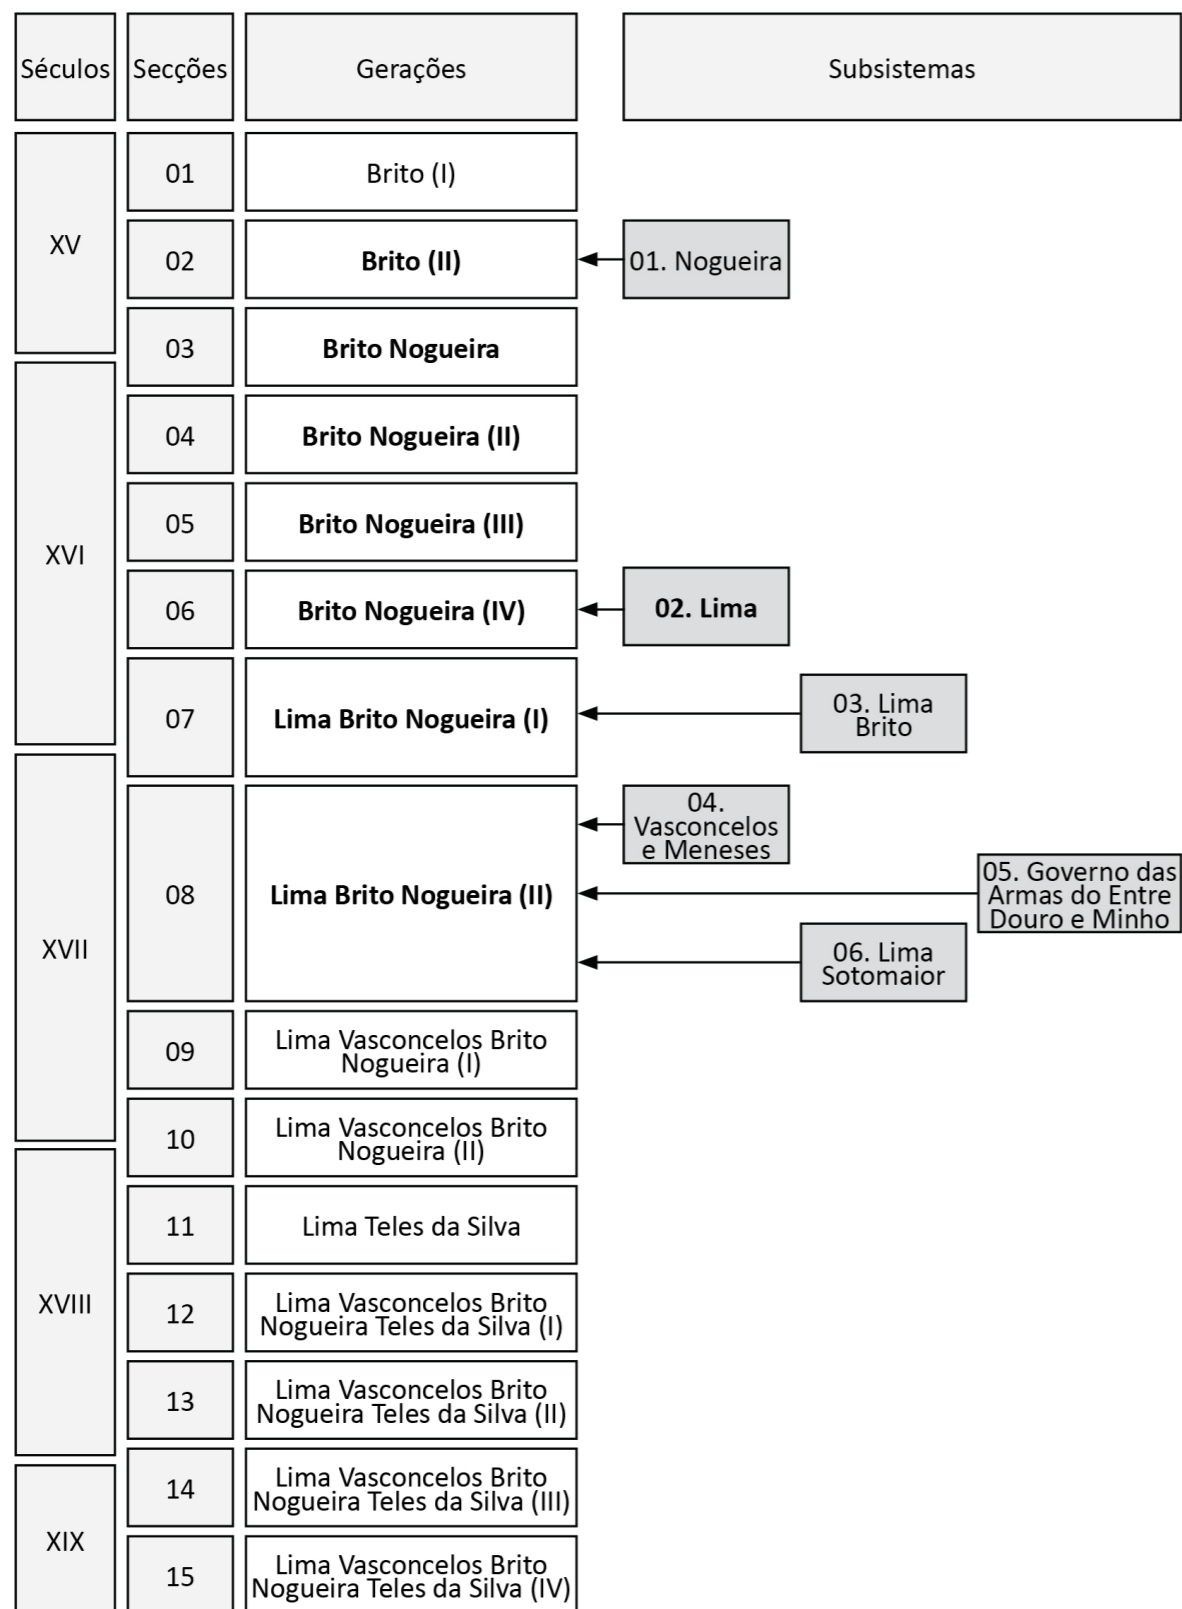 Séculos Secções Gerações Subsistemas
XV
01 Brito (I)
02 Brito (II) 01. Nogueira
03 Brito Nogueira
XVI
04 Brito Nogueira (II)
05 Brito Nogueira (III)
06 Brito Nogueira (IV) 02. Lima
07 Lima Brito Nogueira (I) 03. Lima
Brito
XVII
08 Lima Brito Nogueira (II)
04.
Vasconcelos
e Meneses
05. Governo das
Armas do Entre
Douro e Minho
06. Lima
Sotomaior
09 Lima Vasconcelos Brito
Nogueira (I)
10 Lima Vasconcelos Brito
Nogueira (II)
XVIII
11 Lima Teles da Silva
12 Lima Vasconcelos Brito
Nogueira Teles da Silva (I)
13 Lima Vasconcelos Brito
Nogueira Teles da Silva (II)
XIX
14 Lima Vasconcelos Brito
Nogueira Teles da Silva (III)
15 Lima Vasconcelos Brito
Nogueira Teles da Silva (IV)